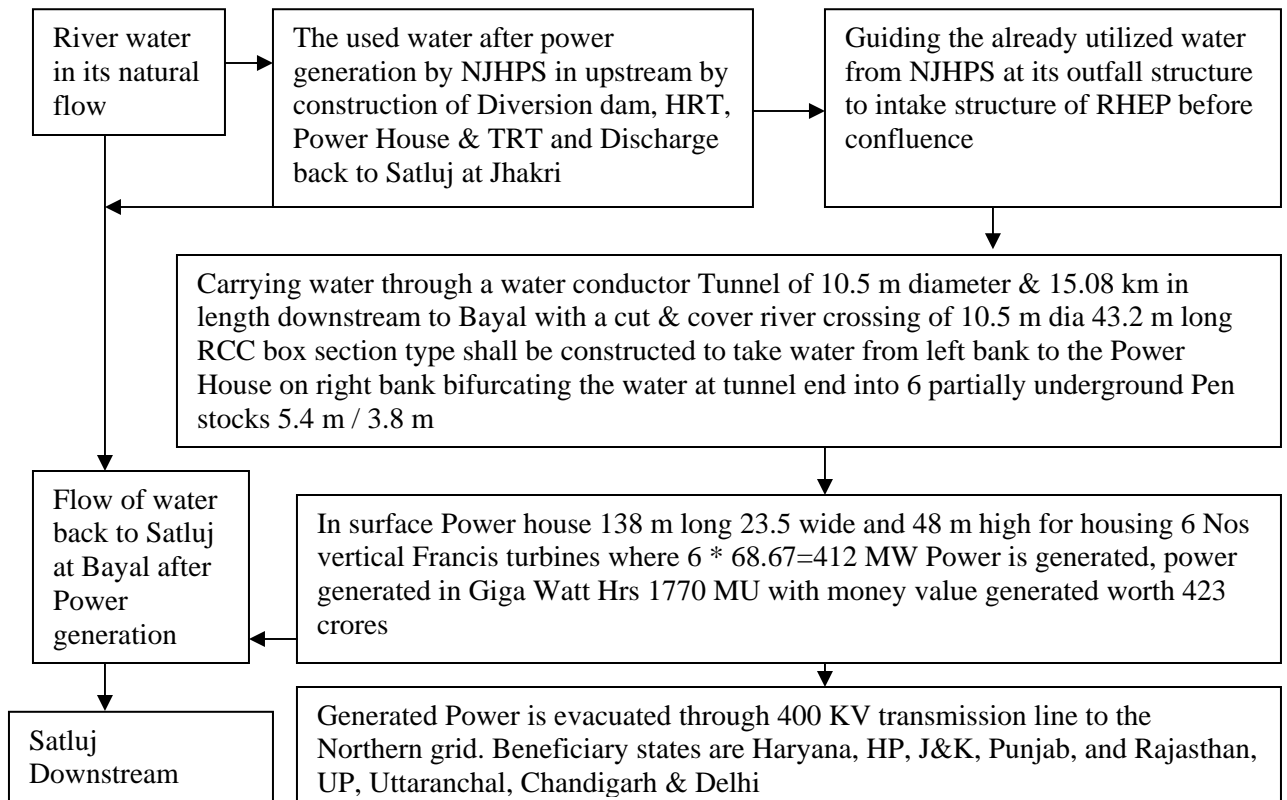 River water
in its natural
flow
The used water after power
generation by NJHPS in upstream by
construction of Diversion dam, HRT,
Power House & TRT and Discharge
back to Satluj at Jhakri
Guiding the already utilized water
from NJHPS at its outfall structure
to intake structure of RHEP before
confluence
Carrying water through a water conductor Tunnel of 10.5 m diameter & 15.08 km in
length downstream to Bayal with a cut & cover river crossing of 10.5 m dia 43.2 m long
RCC box section type shall be constructed to take water from left bank to the Power
House on right bank bifurcating the water at tunnel end into 6 partially underground Pen
stocks 5.4 m / 3.8 m
Flow of water
back to Satluj
at Bayal after
Power
generation
In surface Power house 138 m long 23.5 wide and 48 m high for housing 6 Nos
vertical Francis turbines where 6 * 68.67=412 MW Power is generated, power
generated in Giga Watt Hrs 1770 MU with money value generated worth 423
crores
Satluj
Downstream
Generated Power is evacuated through 400 KV transmission line to the
Northern grid. Beneficiary states are Haryana, HP, J&K, Punjab, and Rajasthan,
UP, Uttaranchal, Chandigarh & Delhi